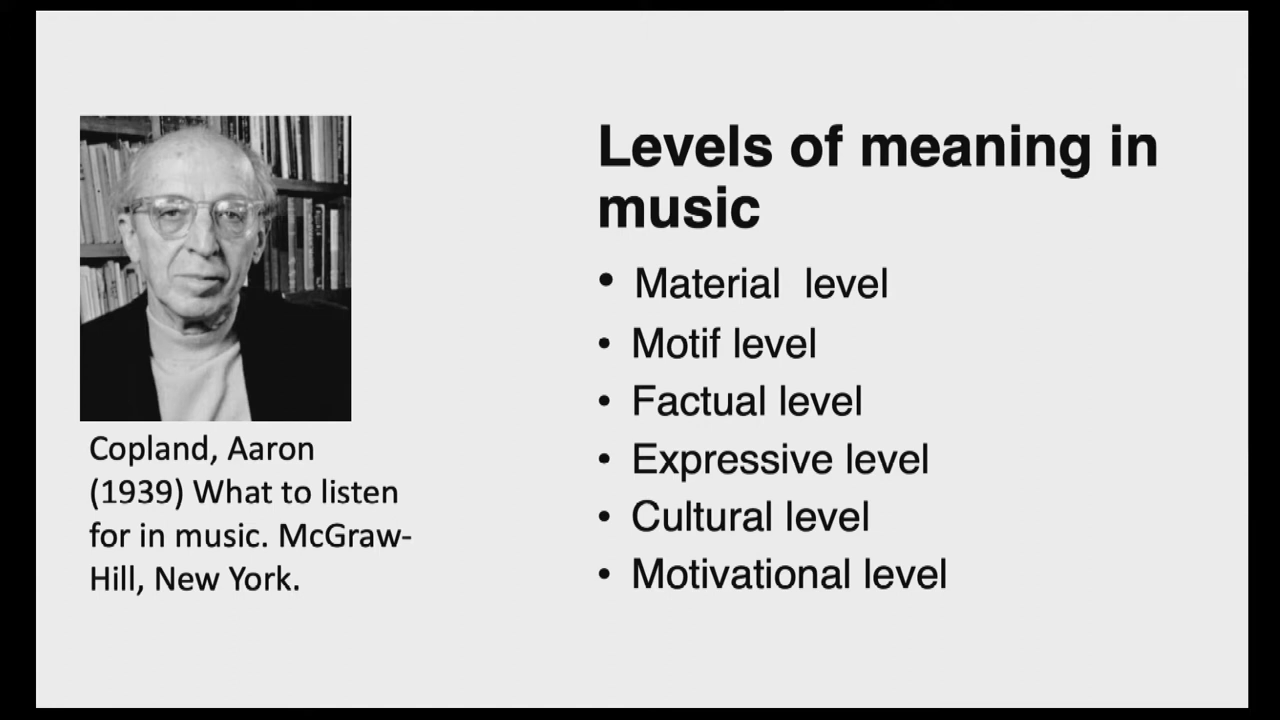 Levels of meaning in
music
• Material level
• Motif level
• Factual level
• Expressive level
• Cultural level
• Motivational level
Copland, Aaron
(1939) What to listen
for in music. McGraw-
Hill, New York.